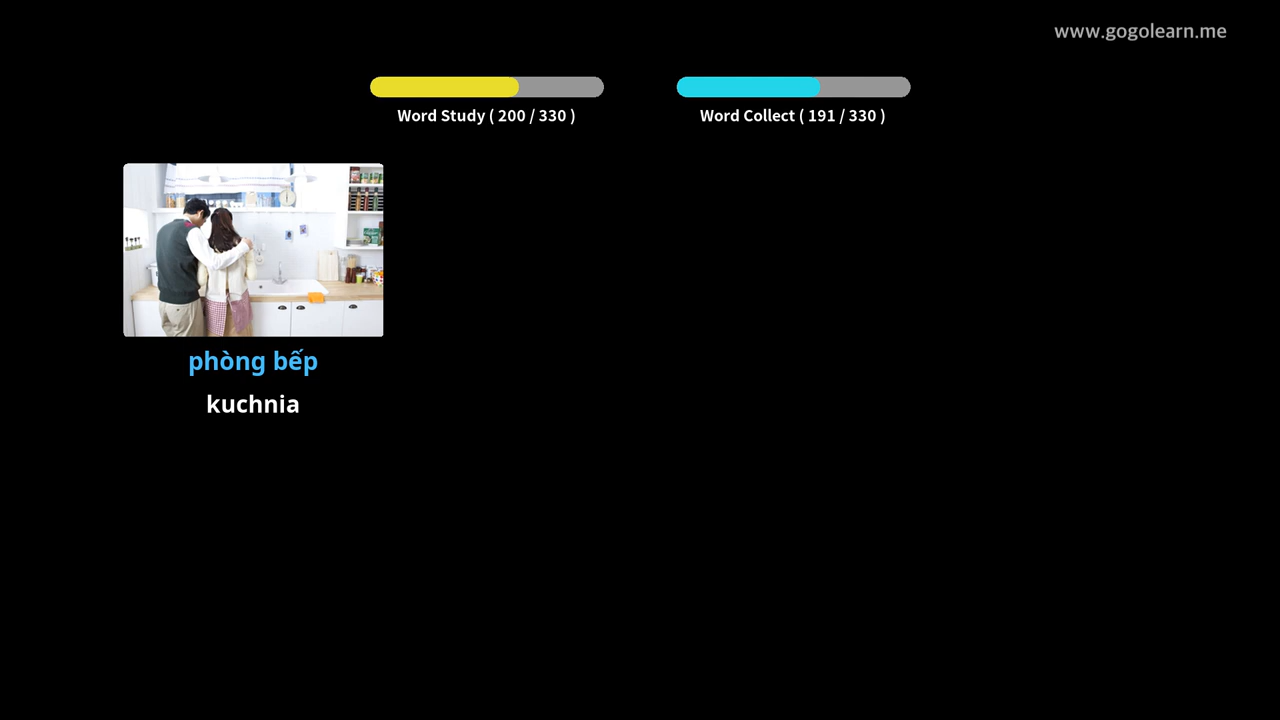 www.gogolearn.me
Word Study ( 200 / 330 )
Word Collect ( 191 / 330 )
phòng bếp
kuchnia